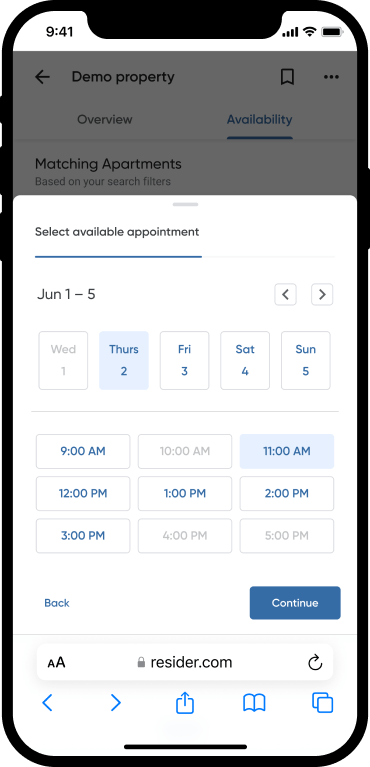 9:41
Demo property
Overview Availability
Matching Apartments
Based on your search filters
Select available appointment
Jun 1 – 5
Wed Thurs Fri Sat Sun
1 2 3 4 5
9:00 AM 10:00 AM 11:00 AM
12:00 PM 1:00 PM 2:00 PM
3:00 PM 4:00 PM 5:00 PM
Back Continue
AA resider.com